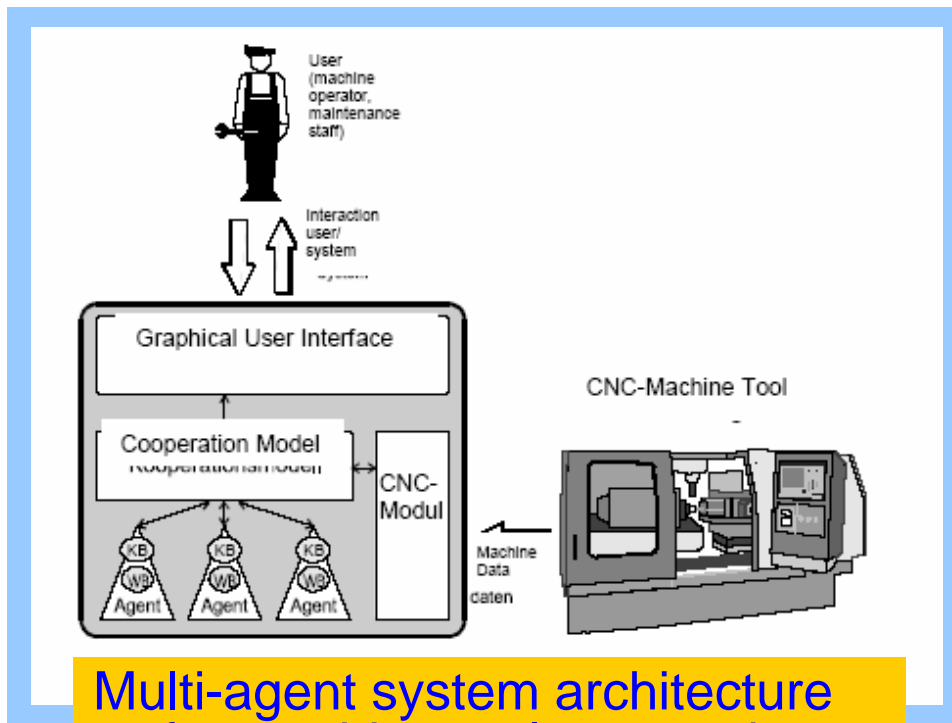 User
(machine
operator,
maintenance
staff)
Interaction
user/
system
Graphical User Interface
CNC-Machine Tool
Cooperation Model
CNC-
Modul
KB
KB
KB
WB
WB
WB
Agent
Agent
Agent
Machine
Data
daten
Multi-agent system architecture